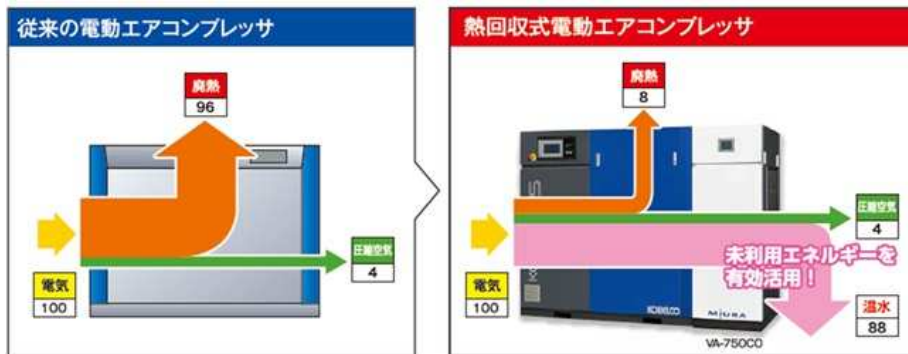 従来の電動エアコンプレッサ
廃熱
96
圧縮空気
4
電気
100
熱回収式電動エアコンプレッサ
廃熱
8
圧縮空気
4
未利用エネルギーを
有効活用！
電気
100
KOBELCO
MIURA
温水
88
VA-750CO